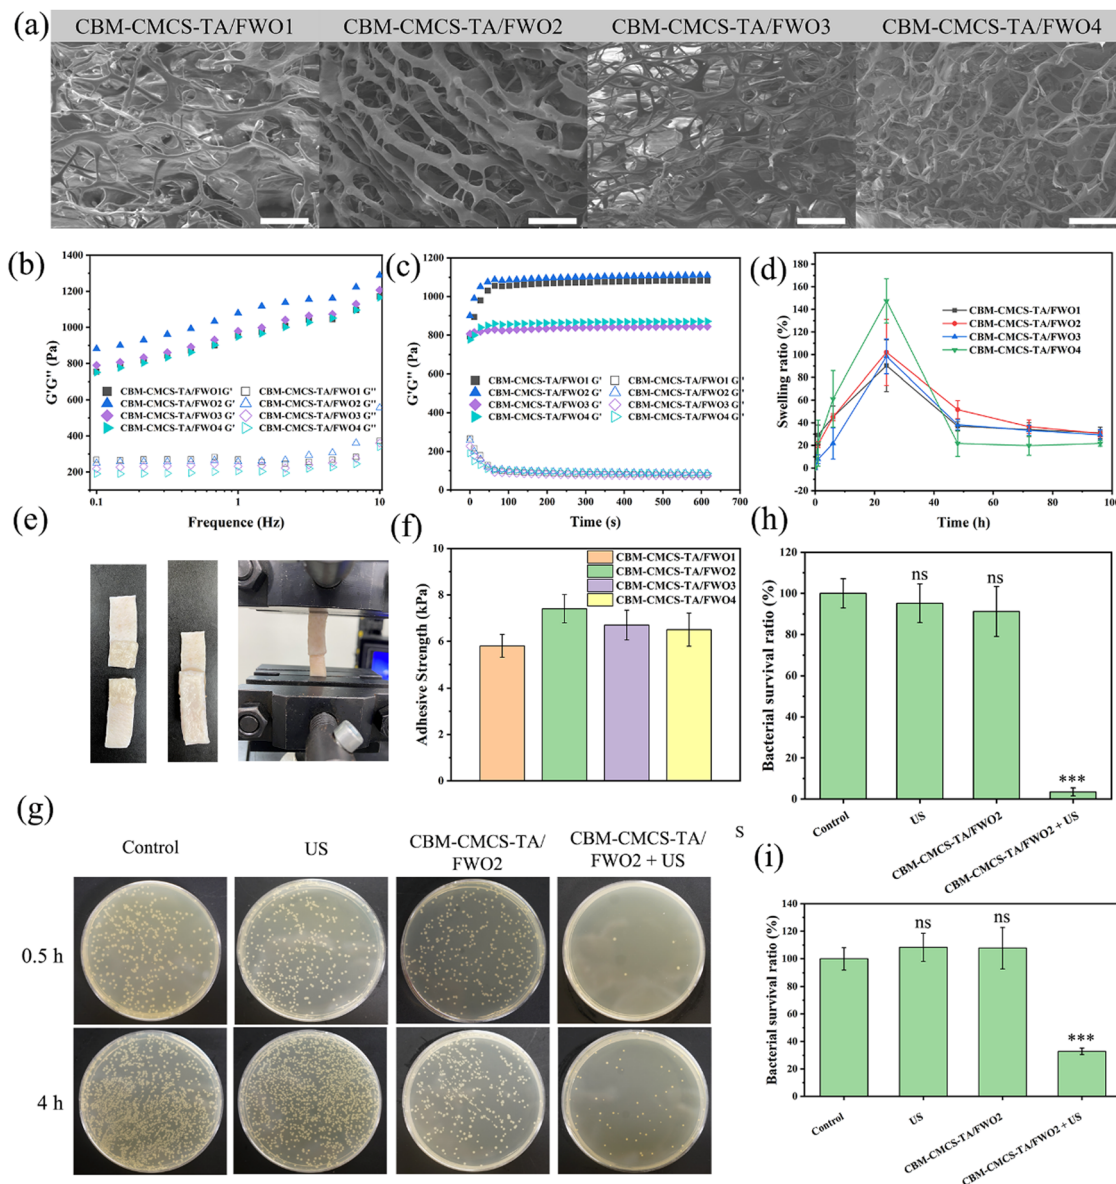 (a)
CBM-CMCS-TA/FWO1 CBM-CMCS-TA/FWO2 CBM-CMCS-TA/FWO3 CBM-CMCS-TA/FWO4
(b)
G'G'' (Pa)
1400
1200
1000
800
600
400
200
CBM-CMCS-TA/FWO1G' CBM-CMCS-TA/FWO1 G''
CBM-CMCS-TA/FWO2 G' CBM-CMCS-TA/FWO2 G''
CBM-CMCS-TA/FWO3 G' CBM-CMCS-TA/FWO3 G''
CBM-CMCS-TA/FWO4 G' CBM-CMCS-TA/FWO4 G''
0.1 1 10
Frequence (Hz)
(c)
G'G'' (Pa)
1200
1000
800
600
400
200
0
CBM-CMCS-TA/FWO1 G' CBM-CMCS-TA/FWO1 G''
CBM-CMCS-TA/FWO2 G' CBM-CMCS-TA/FWO2 G''
CBM-CMCS-TA/FWO3 G' CBM-CMCS-TA/FWO3 G''
CBM-CMCS-TA/FWO4 G' CBM-CMCS-TA/FWO4 G''
0 100 200 300 400 500 600 700
Time (s)
(d)
Swelling ratio (%)
180
160
140
120
100
80
60
40
20
0
-20
CBM-CMCS-TA/FWO1
CBM-CMCS-TA/FWO2
CBM-CMCS-TA/FWO3
CBM-CMCS-TA/FWO4
0 20 40 60 80 100
Time (h)
(e)
(f)
Adhesive Strength (kPa)
10
8
6
4
2
0
CBM-CMCS-TA/FWO1
CBM-CMCS-TA/FWO2
CBM-CMCS-TA/FWO3
CBM-CMCS-TA/FWO4
(h)
Bacterial survival ratio (%)
120
100
80
60
40
20
0
ns
ns
***
Control
US
CBM-CMCS-TA/FWO2
CBM-CMCS-TA/FWO2 + US
(g)
Control
US
CBM-CMCS-TA/
FWO2
CBM-CMCS-TA/
FWO2 + US
0.5 h
4 h
S
(i)
Bacterial survival ratio (%)
140
120
100
80
60
40
20
0
ns
ns
***
Control
US
CBM-CMCS-TA/FWO2
CBM-CMCS-TA/FWO2 + US